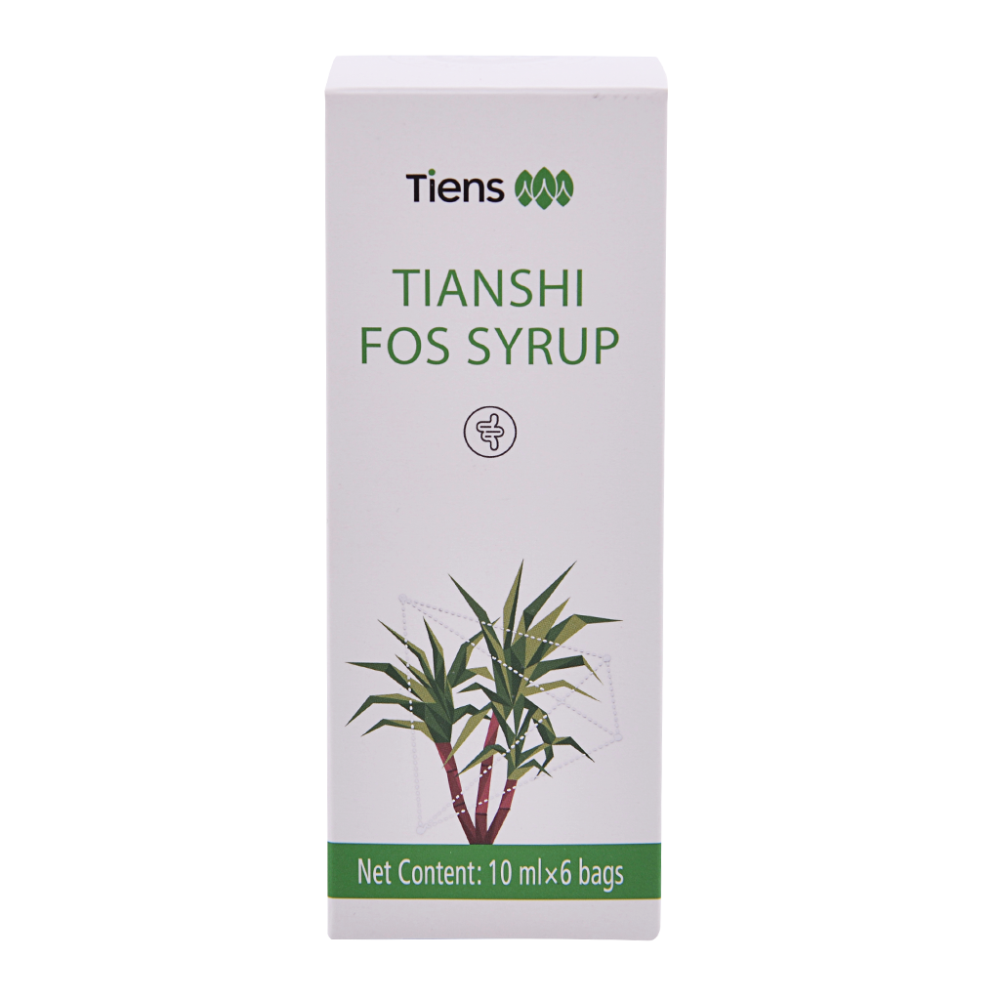 Tiens
TIANSHI
FOS SYRUP
Net Content: 10 ml×6 bags